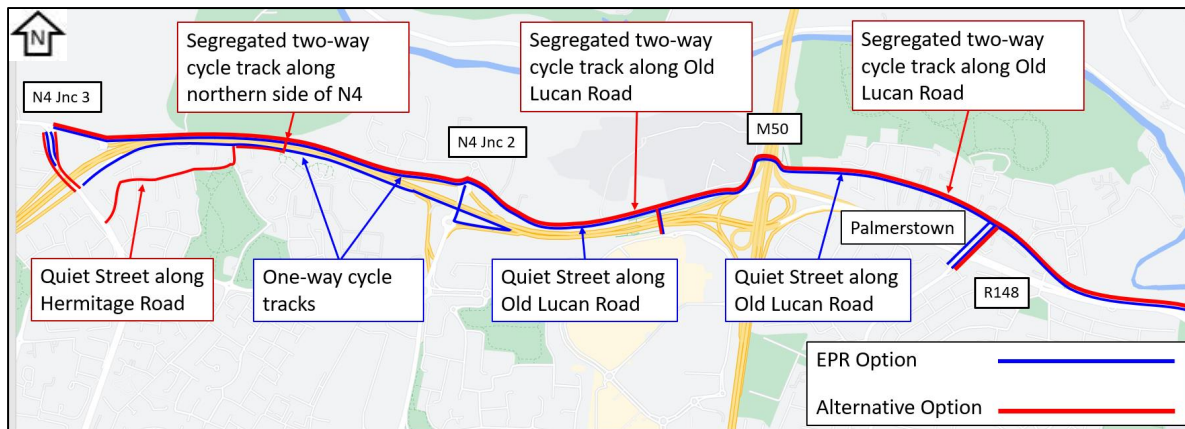 N
N4 Jnc 3
Segregated two-way
cycle track along
northern side of N4
N4 Jnc 2
Segregated two-way
cycle track along Old
Lucan Road
M50
Segregated two-way
cycle track along Old
Lucan Road
Quiet Street along
Hermitage Road
One-way cycle
tracks
Quiet Street along
Old Lucan Road
Quiet Street along
Old Lucan Road
Palmerstown
R148
EPR Option
Alternative Option